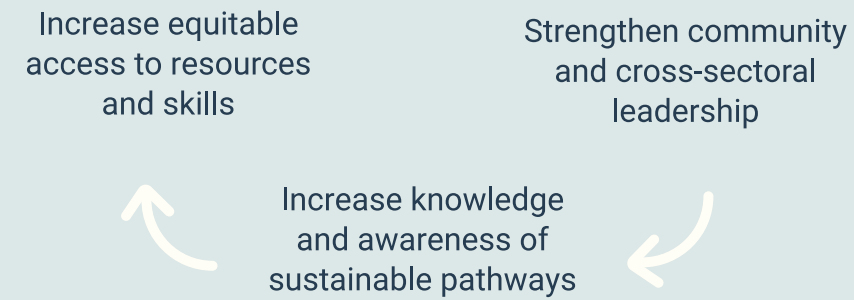 Increase equitable
access to resources
and skills
Strengthen community
and cross-sectoral
leadership
Increase knowledge
and awareness of
sustainable pathways